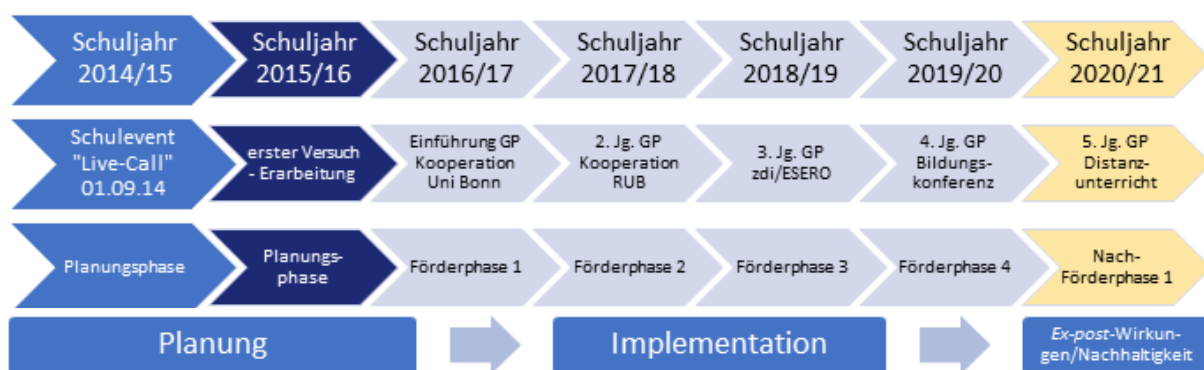 Schuljahr
2014/15
Schuljahr
2015/16
Schuljahr
2016/17
Schuljahr
2017/18
Schuljahr
2018/19
Schuljahr
2019/20
Schuljahr
2020/21
Schulevent
"Live-Call"
01.09.14
erster Versuch
- Erarbeitung
Einführung GP
Kooperation
Uni Bonn
2. Jg. GP
Kooperation
RUB
3. Jg. GP
zdi/ESERO
4. Jg. GP
Bildungs-
konferenz
5. Jg. GP
Distanz-
unterricht
Planungsphase
Planungs-
phase
Förderphase 1
Förderphase 2
Förderphase 3
Förderphase 4
Nach-
Förderphase 1
Planung
Implementation
Ex-post-Wirkun-
gen/Nachhaltigkeit